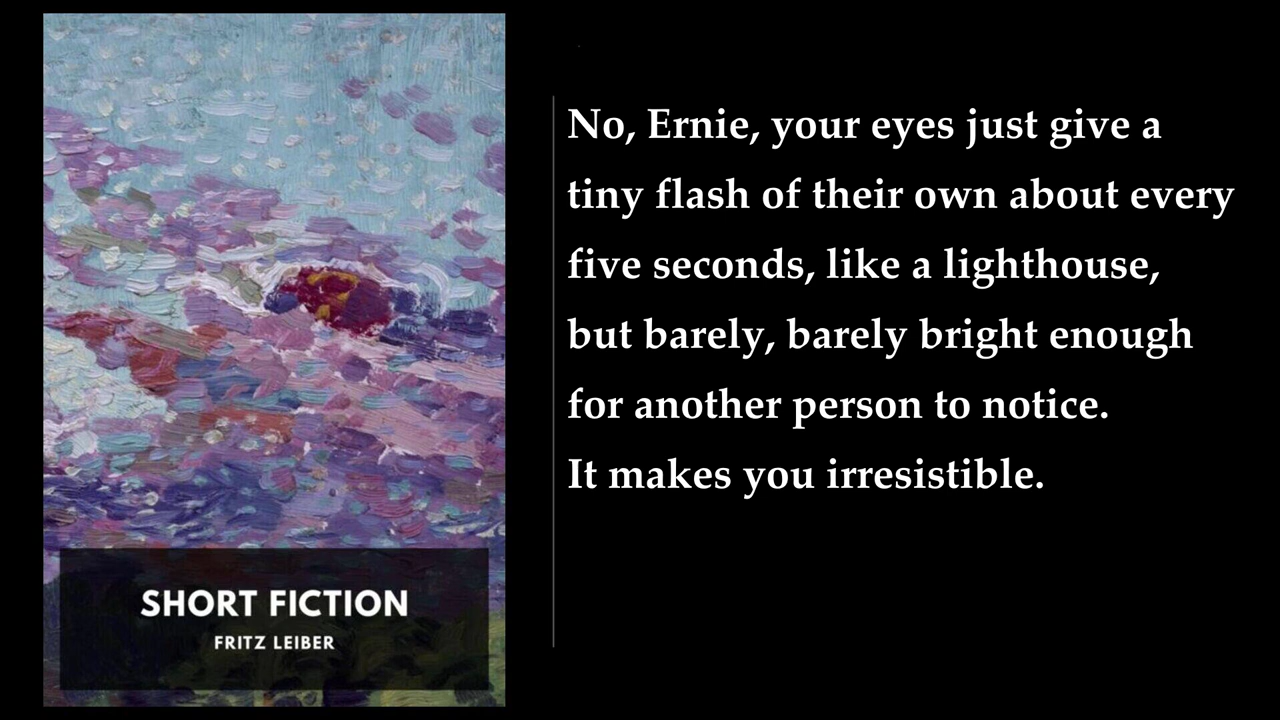 SHORT FICTION
FRITZ LEIBER
No, Ernie, your eyes just give a
tiny flash of their own about every
five seconds, like a lighthouse,
but barely, barely bright enough
for another person to notice.
It makes you irresistible.